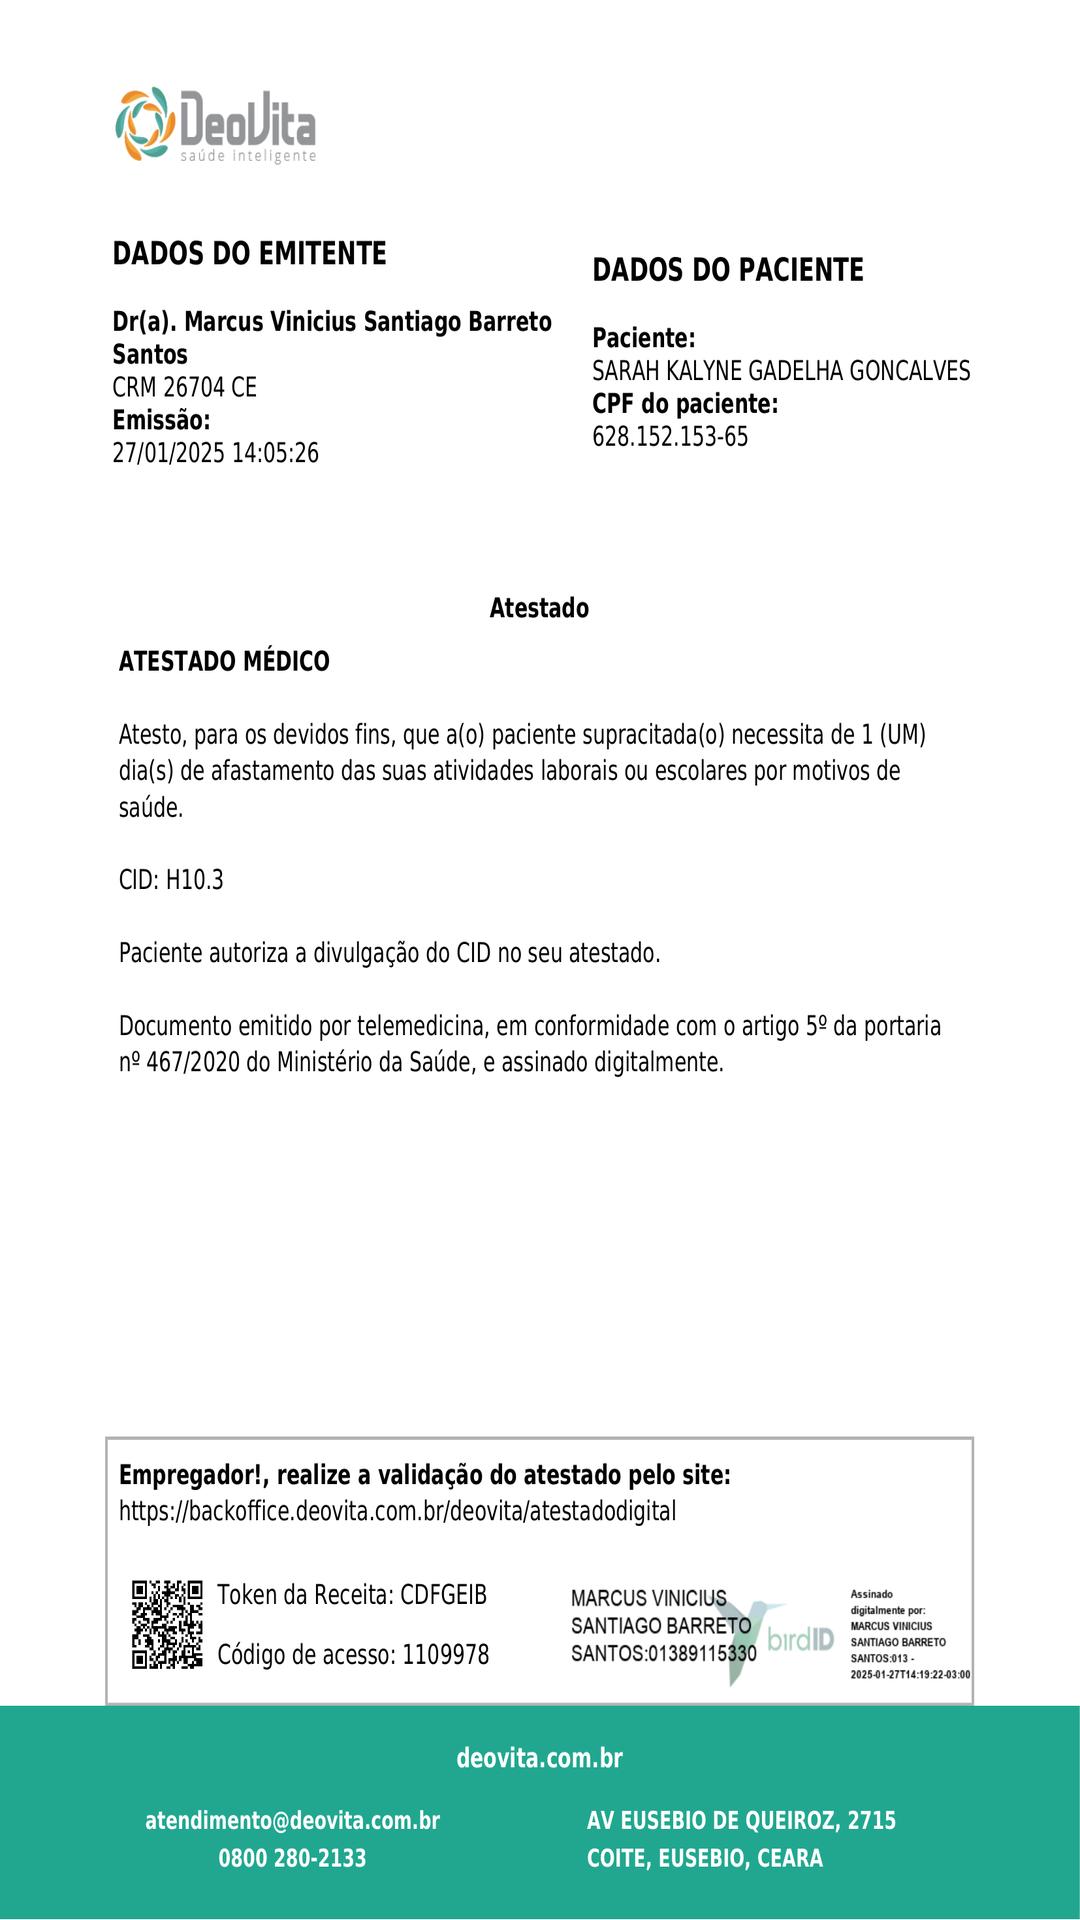 DeoVita
saúde inteligente
DADOS DO EMITENTE
Dr(a). Marcus Vinicius Santiago Barreto
Santos
CRM 26704 CE
Emissão:
27/01/2025 14:05:26
DADOS DO PACIENTE
Paciente:
SARAH KALYNE GADELHA GONCALVES
CPF do paciente:
628.152.153-65
Atestado
ATESTADO MÉDICO
Atesto, para os devidos fins, que a(o) paciente supracitada(o) necessita de 1 (UM)
dia(s) de afastamento das suas atividades laborais ou escolares por motivos de
saúde.
CID: H10.3
Paciente autoriza a divulgação do CID no seu atestado.
Documento emitido por telemedicina, em conformidade com o artigo 5º da portaria
nº 467/2020 do Ministério da Saúde, e assinado digitalmente.
Empregador!, realize a validação do atestado pelo site:
https://backoffice.deovita.com.br/deovita/atestadodigital
Token da Receita: CDFGEIB
Código de acesso: 1109978
MARCUS VINICIUS
SANTIAGO BARRETO
SANTOS:01389115330
birdID
Assinado
digitalmente por:
MARCUS VINICIUS
SANTIAGO BARRETO
SANTOS:013 -
2025-01-27T14:19:22-03:00
deovita.com.br
atendimento@deovita.com.br
0800 280-2133
AV EUSEBIO DE QUEIROZ, 2715
COITE, EUSEBIO, CEARA